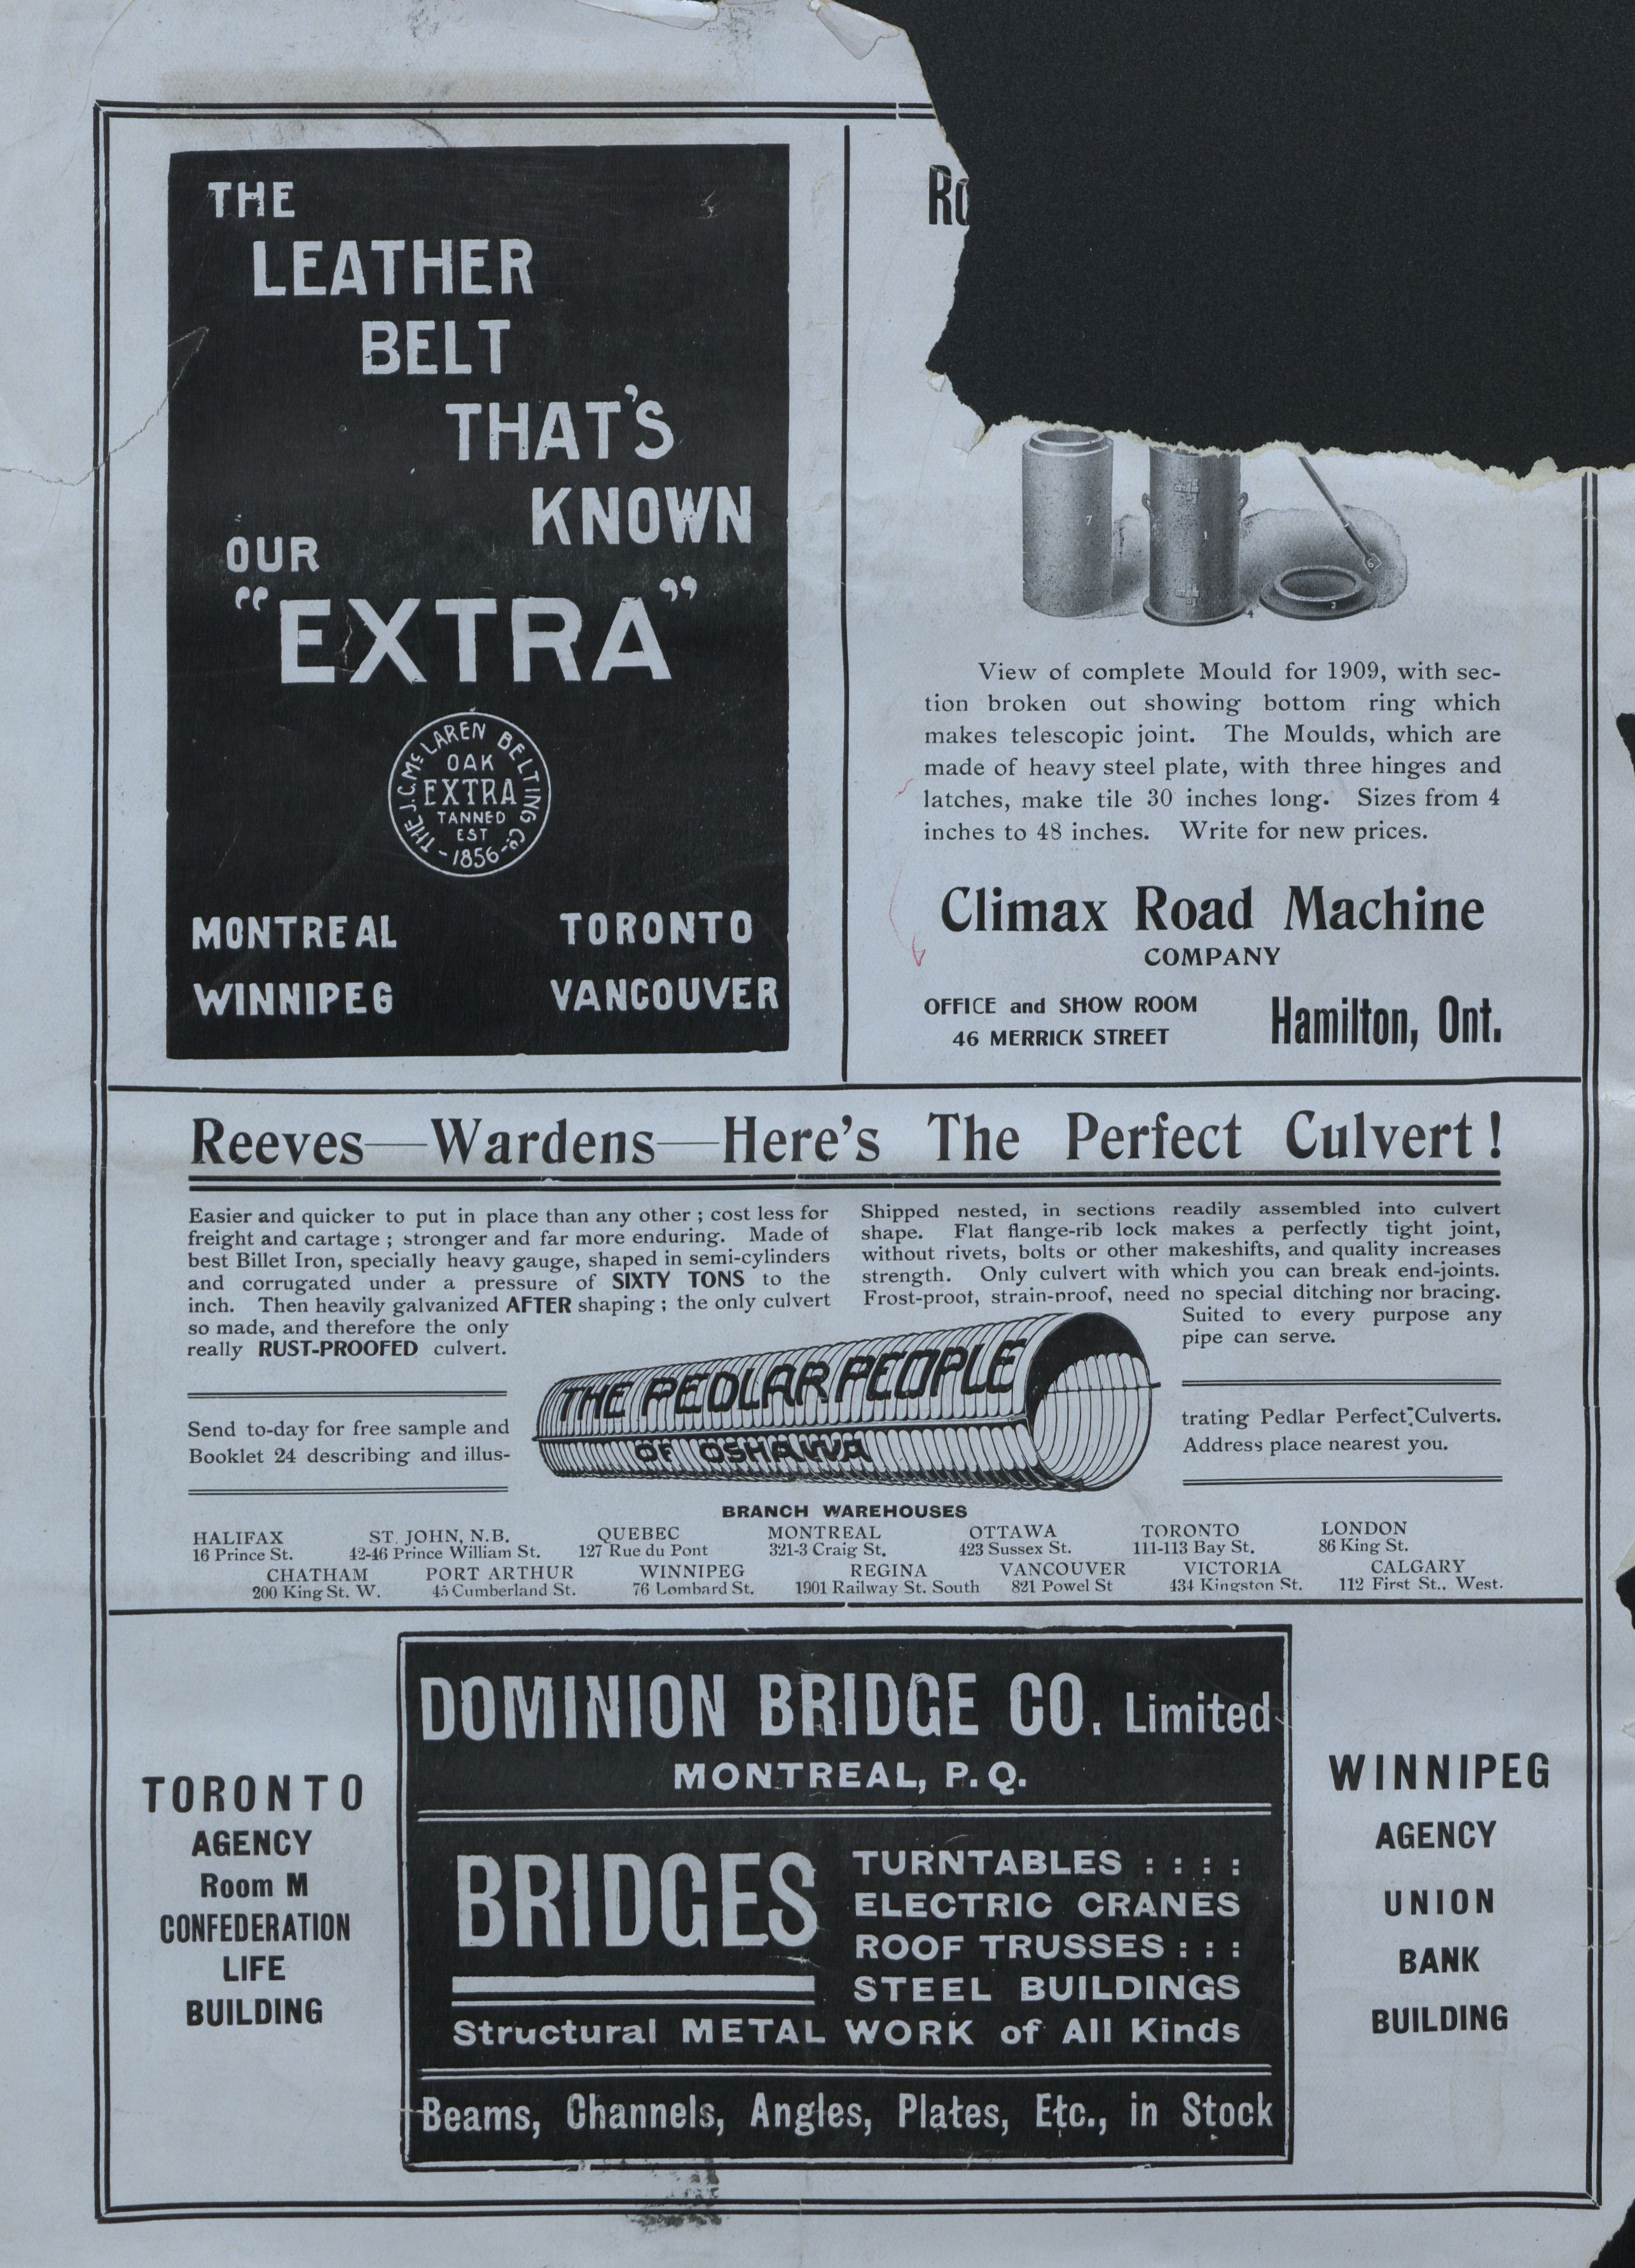 THE
LEATHER
BELT
THAT'S
KNOWN
OUR
"EXTRA"
THE J.C. McLAREN BELTING Co
OAK
EXTRA
TANNED
EST
-1856-
MONTREAL TORONTO
WINNIPEG VANCOUVER
7
1
6
3
4
View of complete Mould for 1909, with sec-
tion broken out showing bottom ring which
makes telescopic joint. The Moulds, which are
made of heavy steel plate, with three hinges and
latches, make tile 30 inches long. Sizes from 4
inches to 48 inches. Write for new prices.
Climax Road Machine
COMPANY
OFFICE and SHOW ROOM
46 MERRICK STREET
Hamilton, Ont.
Reeves—Wardens—Here's The Perfect Culvert!
Easier and quicker to put in place than any other ; cost less for
freight and cartage ; stronger and far more enduring. Made of
best Billet Iron, specially heavy gauge, shaped in semi-cylinders
and corrugated under a pressure of SIXTY TONS to the
inch. Then heavily galvanized AFTER shaping ; the only culvert
so made, and therefore the only
really RUST-PROOFED culvert.
Send to-day for free sample and
Booklet 24 describing and illus-
Shipped nested, in sections readily assembled into culvert
shape. Flat flange-rib lock makes a perfectly tight joint,
without rivets, bolts or other makeshifts, and quality increases
strength. Only culvert with which you can break end-joints.
Frost-proof, strain-proof, need no special ditching nor bracing.
Suited to every purpose any
pipe can serve.
trating Pedlar Perfect Culverts.
Address place nearest you.
THE PEDLAR PEOPLE
OF OSHAWA
BRANCH WAREHOUSES
HALIFAX ST. JOHN, N.B. QUEBEC MONTREAL OTTAWA TORONTO LONDON
16 Prince St. 42-46 Prince William St. 127 Rue du Pont 321-3 Craig St. 423 Sussex St. 111-113 Bay St. 86 King St.
CHATHAM PORT ARTHUR WINNIPEG REGINA VANCOUVER VICTORIA CALGARY
200 King St. W. 45 Cumberland St. 76 Lombard St. 1901 Railway St. South 821 Powel St 434 Kingston St. 112 First St., West.
TORONTO
AGENCY
Room M
CONFEDERATION
LIFE
BUILDING
DOMINION BRIDGE CO. Limited
MONTREAL, P. Q.
BRIDGES
TURNTABLES : : : :
ELECTRIC CRANES
ROOF TRUSSES : : :
STEEL BUILDINGS
Structural METAL WORK of All Kinds
Beams, Channels, Angles, Plates, Etc., in Stock
WINNIPEG
AGENCY
UNION
BANK
BUILDING